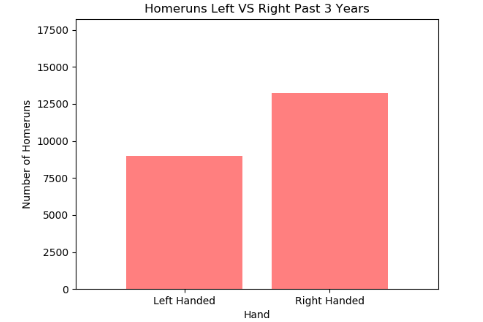 Homeruns Left VS Right Past 3 Years
17500
15000
12500
10000
7500
5000
2500
0
Number of Homeruns
Left Handed
Right Handed
Hand